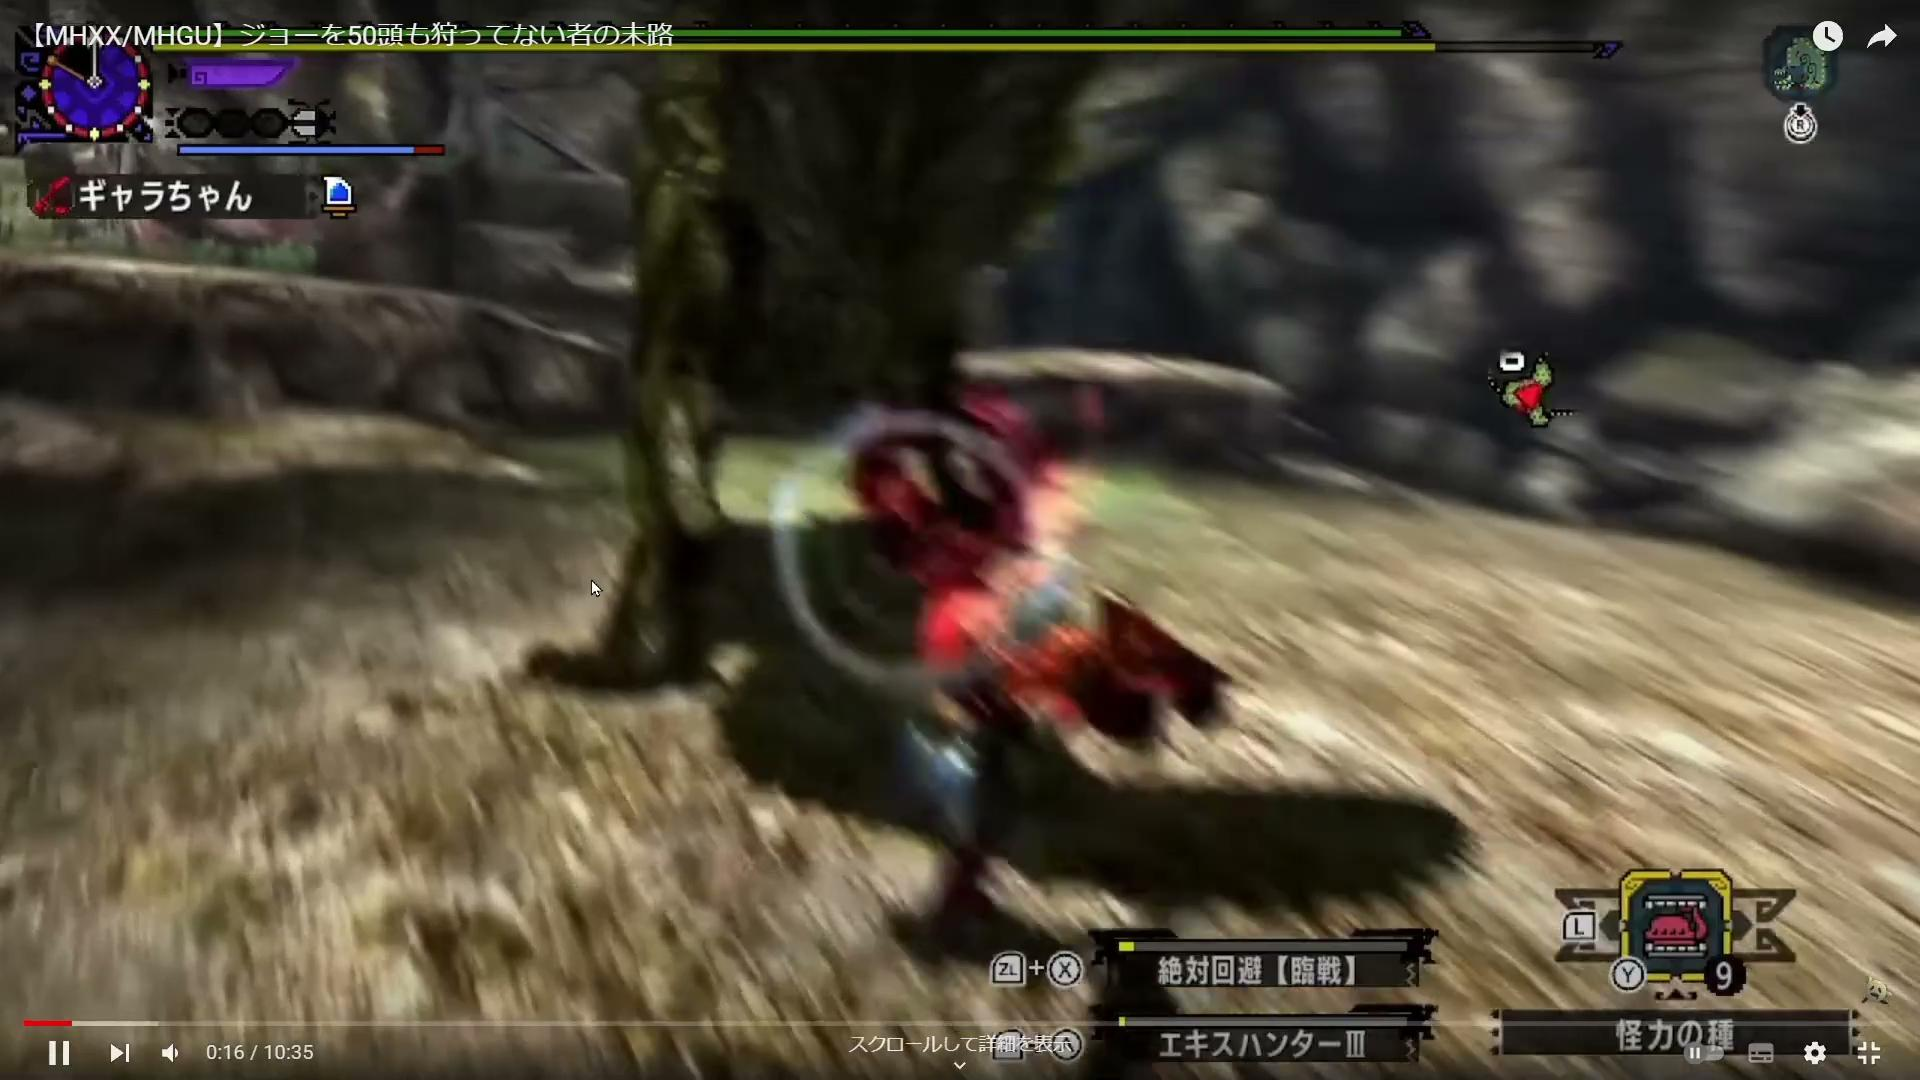 【MHXX/MHGU】ジョーを50頭も狩ってない者の末路
R
ギャラちゃん
L
Y
9
ZL+X
絶対回避【臨戦】
エキスハンターⅢ
怪力の種
スクロールして詳細を表示
0:16 / 10:35